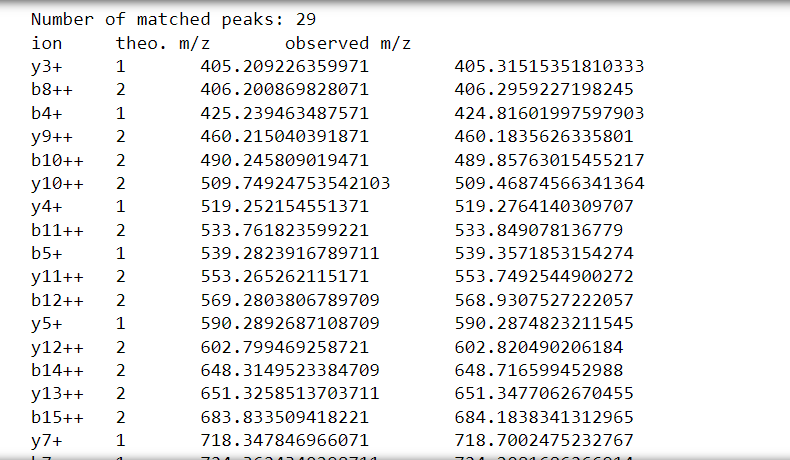 Number of matched peaks: 29
ion theo. m/z observed m/z
y3+ 1 405.209226359971 405.31515351810333
b8++ 2 406.200869828071 406.2959227198245
b4+ 1 425.239463487571 424.81601997597903
y9++ 2 460.215040391871 460.1835626335801
b10++ 2 490.245809019471 489.85763015455217
y10++ 2 509.74924753542103 509.46874566341364
y4+ 1 519.252154551371 519.2764140309707
b11++ 2 533.761823599221 533.849078136779
b5+ 1 539.2823916789711 539.3571853154274
y11++ 2 553.265262115171 553.7492544900272
b12++ 2 569.2803806789709 568.9307527222057
y5+ 1 590.2892687108709 590.2874823211545
y12++ 2 602.799469258721 602.820490206184
b14++ 2 648.3149523384709 648.716599452988
y13++ 2 651.3258513703711 651.3477062670455
b15++ 2 683.833509418221 684.1838341312965
y7+ 1 718.347846966071 718.7002475232767